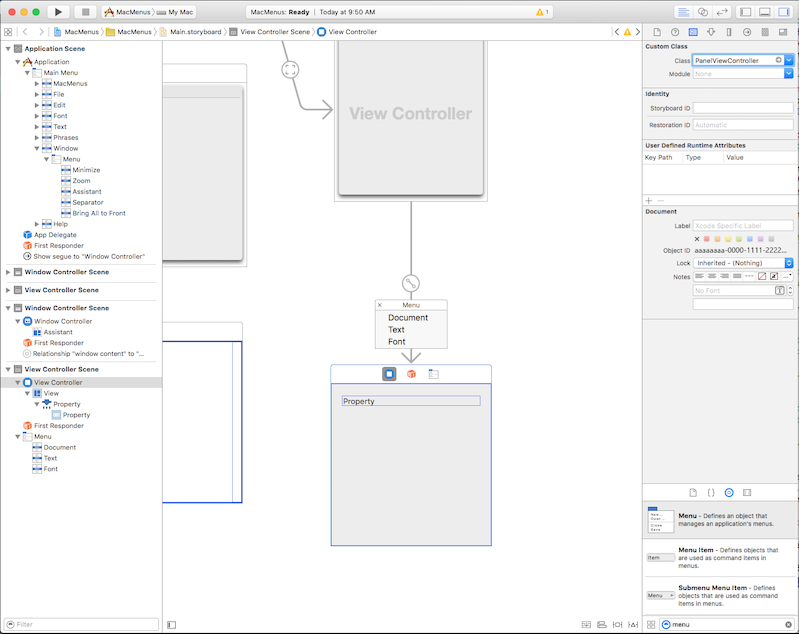 MacMenus
My Mac
MacMenus: Ready | Today at 9:50 AM
1
MacMenus
MacMenus
Main.storyboard
View Controller Scene
View Controller
Application Scene
Application
Main Menu
MacMenus
File
Edit
Font
Text
Phrases
Window
Menu
Minimize
Zoom
Assistant
Separator
Bring All to Front
Help
App Delegate
First Responder
Show segue to "Window Controller"
Window Controller Scene
View Controller Scene
Window Controller Scene
Window Controller
Assistant
First Responder
Relationship "window content" to "...
View Controller Scene
View Controller
View
Property
Property
First Responder
Menu
Document
Text
Font
Filter
View Controller
Menu
Document
Text
Font
Property
Custom Class
Class PanelViewController
Module None
Identity
Storyboard ID
Restoration ID Automatic
User Defined Runtime Attributes
Key Path Type Value
Document
Label Xcode Specific Label
Object ID aaaaaaaa-0000-1111-2222...
Lock Inherited - (Nothing)
Notes
No Font
Menu - Defines an object that
manages an application's menus.
Item
Menu Item - Defines objects that
are used as command items in
menus.
Menu
Submenu Menu Item - Defines
objects that are used as command
items in menus.
menu